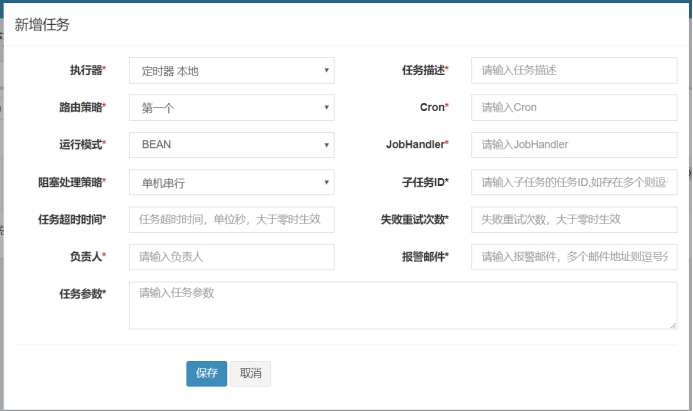 新增任务
执行器* 定时器 本地 任务描述* 请输入任务描述
路由策略* 第一个 Cron* 请输入Cron
运行模式* BEAN JobHandler* 请输入JobHandler
阻塞处理策略* 单机串行 子任务ID* 请输入子任务的任务ID,如存在多个则逗
任务超时时间* 任务超时时间，单位秒，大于零时生效 失败重试次数* 失败重试次数，大于零时生效
负责人* 请输入负责人 报警邮件* 请输入报警邮件，多个邮件地址则逗号分
任务参数* 请输入任务参数
保存 取消